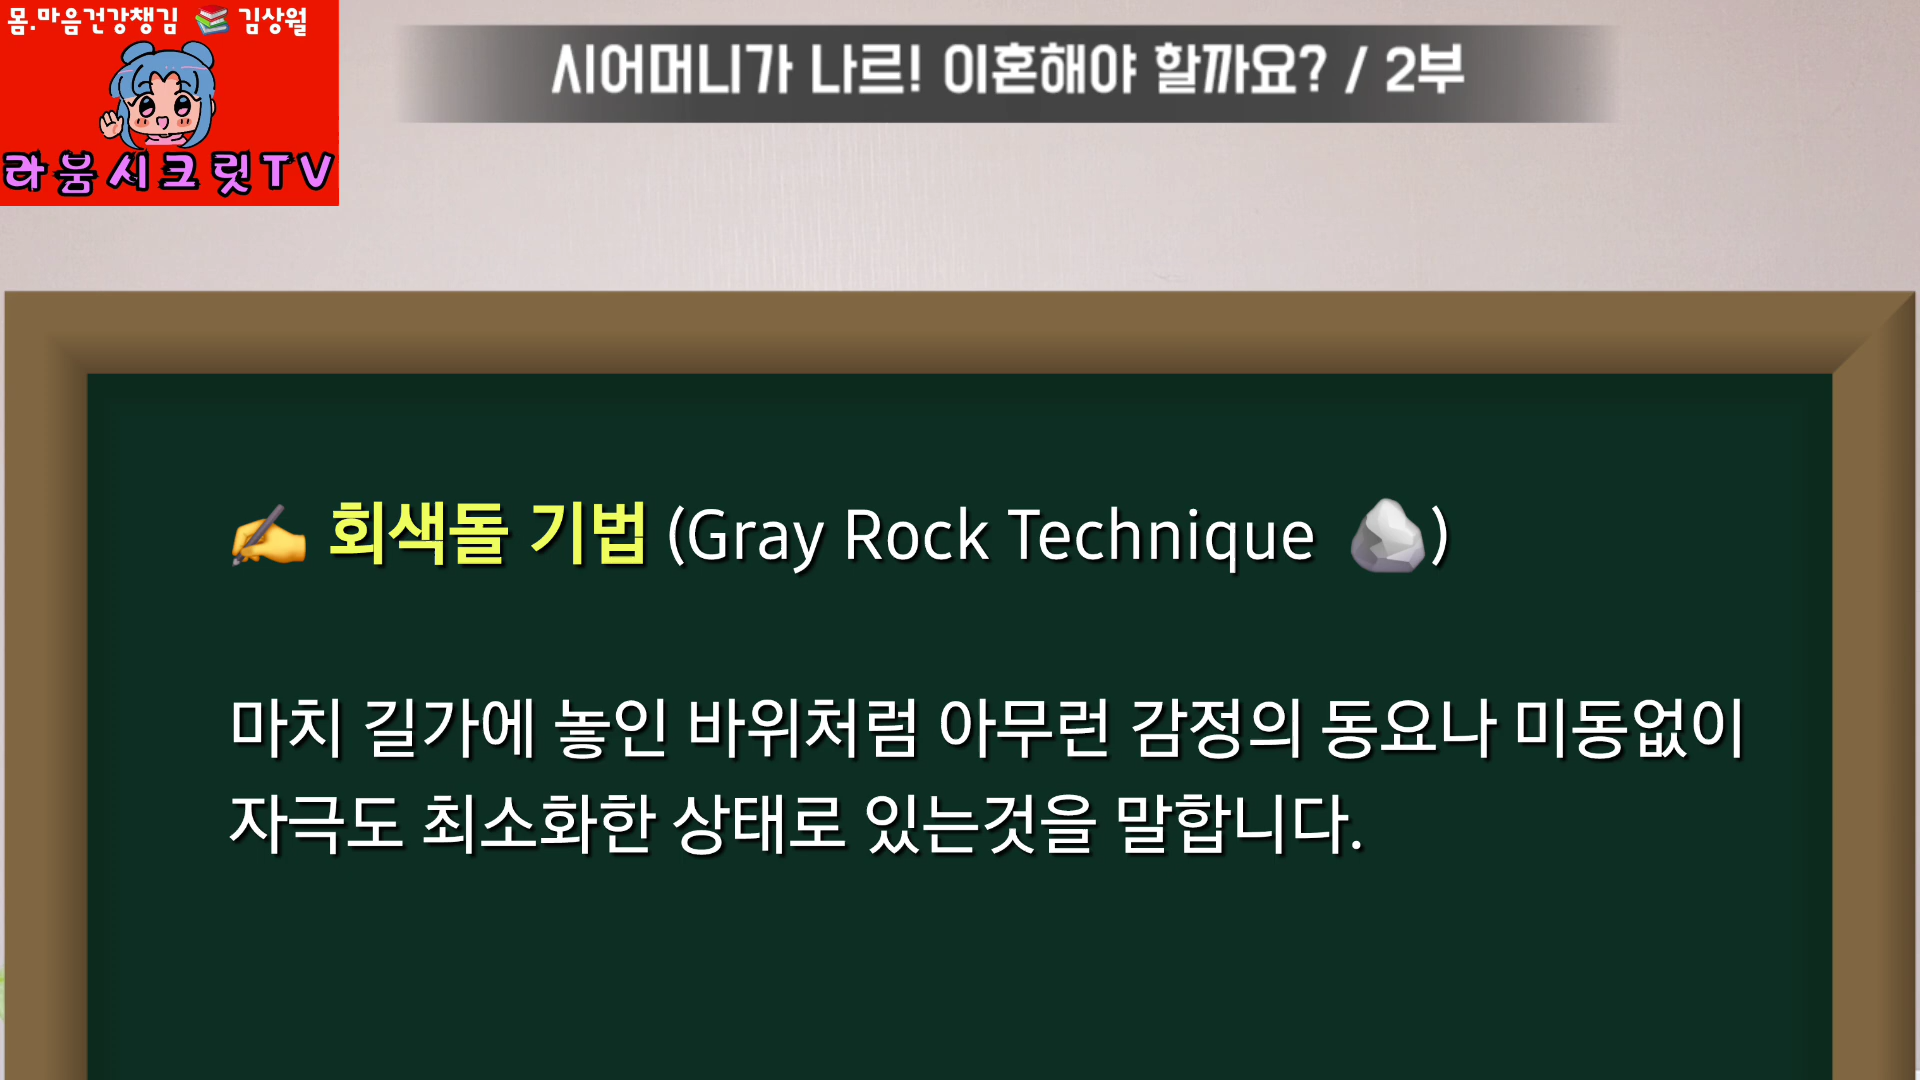 몸.마음건강챙김 📚 김상월
라붐시크릿TV
시어머니가 나르! 이혼해야 할까요? / 2부
✍️ 회색돌 기법 (Gray Rock Technique 🪨)
마치 길가에 놓인 바위처럼 아무런 감정의 동요나 미동없이
자극도 최소화한 상태로 있는것을 말합니다.